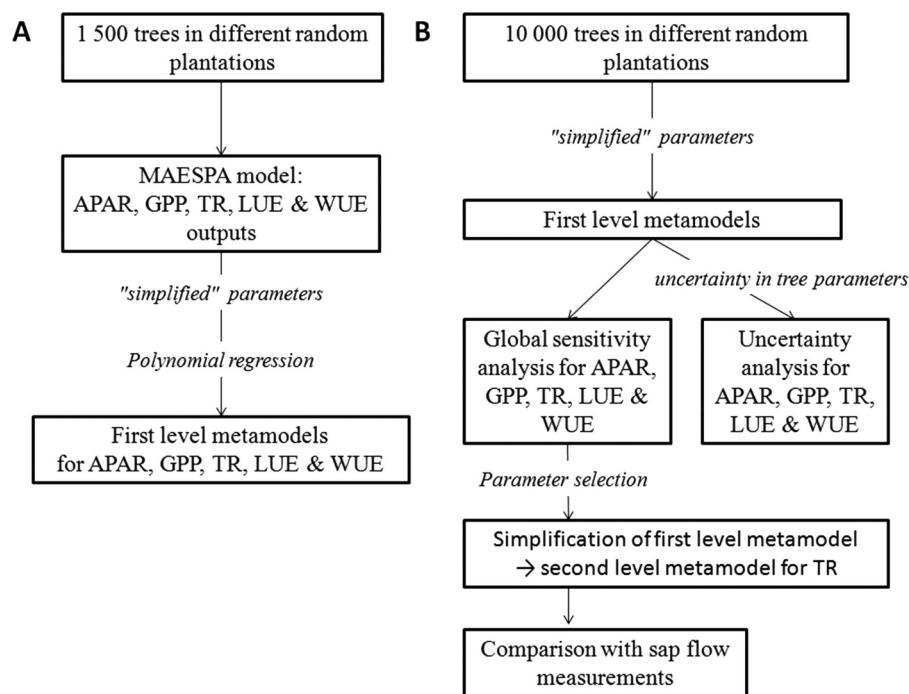 A
1 500 trees in different random
plantations
MAESPA model:
APAR, GPP, TR, LUE & WUE
outputs
"simplified" parameters
Polynomial regression
First level metamodels
for APAR, GPP, TR, LUE & WUE
B
10 000 trees in different random
plantations
"simplified" parameters
First level metamodels
uncertainty in tree parameters
Global sensitivity
analysis for APAR,
GPP, TR, LUE &
WUE
Uncertainty
analysis for
APAR, GPP, TR,
LUE & WUE
Parameter selection
Simplification of first level metamodel
→ second level metamodel for TR
Comparison with sap flow
measurements